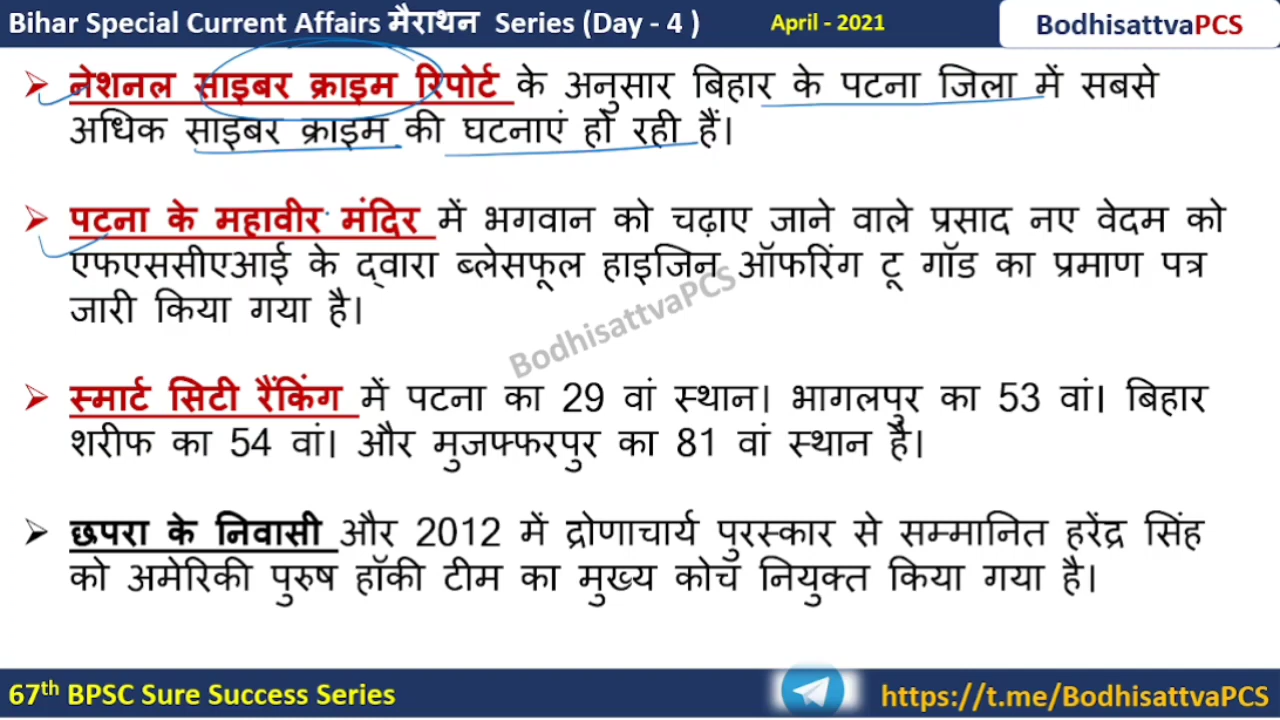 Bihar Special Current Affairs मैराथन Series (Day - 4 )
April - 2021
BodhisattvaPCS
नेशनल साइबर क्राइम रिपोर्ट के अनुसार बिहार के पटना जिला में सबसे
अधिक साइबर क्राइम की घटनाएं हो रही हैं।
पटना के महावीर मंदिर में भगवान को चढ़ाए जाने वाले प्रसाद नए वेदम को
एफएससीएआई के द्वारा ब्लेसफूल हाइजिन ऑफरिंग टू गॉड का प्रमाण पत्र
जारी किया गया है।
BodhisattvaPCS
स्मार्ट सिटी रैंकिंग में पटना का 29 वां स्थान। भागलपुर का 53 वां। बिहार
शरीफ का 54 वां। और मुजफ्फरपुर का 81 वां स्थान है।
छपरा के निवासी और 2012 में द्रोणाचार्य पुरस्कार से सम्मानित हरेंद्र सिंह
को अमेरिकी पुरुष हॉकी टीम का मुख्य कोच नियुक्त किया गया है।
67th BPSC Sure Success Series
https://t.me/BodhisattvaPCS